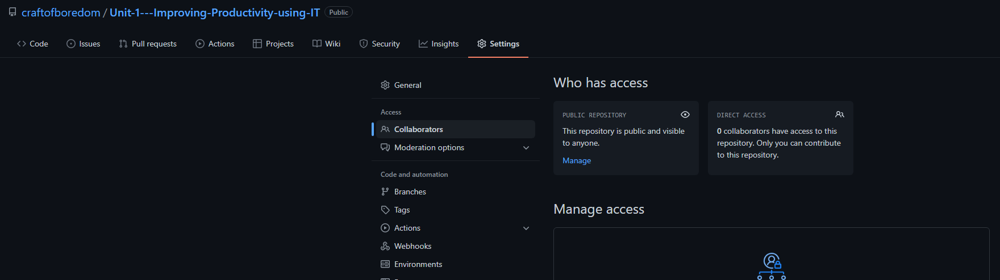 craftofboredom / Unit-1---Improving-Productivity-using-IT Public
Code Issues Pull requests Actions Projects Wiki Security Insights Settings
General
Access
Collaborators
Moderation options
Code and automation
Branches
Tags
Actions
Webhooks
Environments
Who has access
PUBLIC REPOSITORY
This repository is public and visible
to anyone.
Manage
DIRECT ACCESS
0 collaborators have access to this
repository. Only you can contribute
to this repository.
Manage access